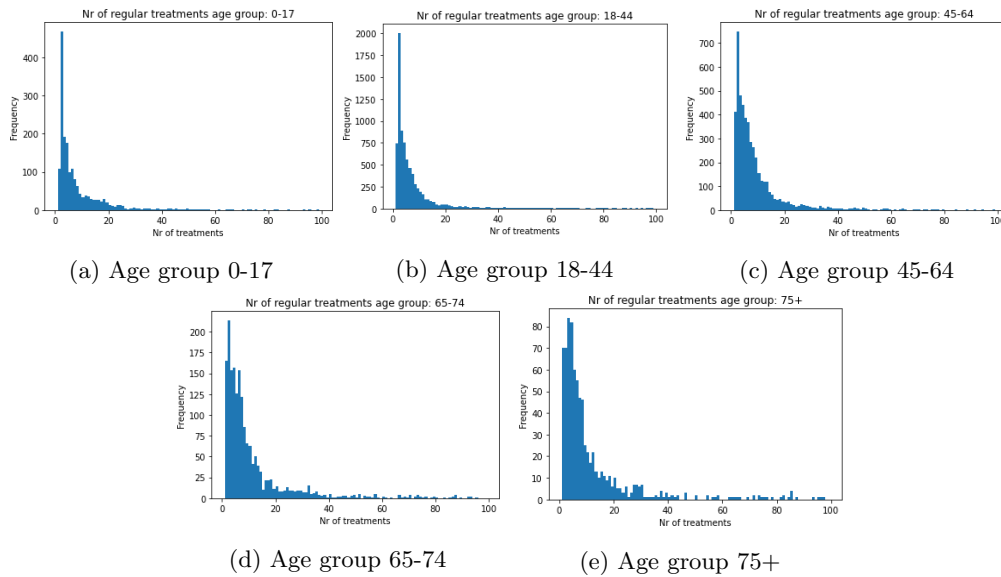 Nr of regular treatments age group: 0-17
Frequency
400
300
200
100
0
0 20 40 60 80 100
Nr of treatments
(a) Age group 0-17
Nr of regular treatments age group: 18-44
Frequency
2000
1750
1500
1250
1000
750
500
250
0
0 20 40 60 80 100
Nr of treatments
(b) Age group 18-44
Nr of regular treatments age group: 45-64
Frequency
700
600
500
400
300
200
100
0
0 20 40 60 80 100
Nr of treatments
(c) Age group 45-64
Nr of regular treatments age group: 65-74
Frequency
200
175
150
125
100
75
50
25
0
0 20 40 60 80 100
Nr of treatments
(d) Age group 65-74
Nr of regular treatments age group: 75+
Frequency
80
70
60
50
40
30
20
10
0
0 20 40 60 80 100
Nr of treatments
(e) Age group 75+